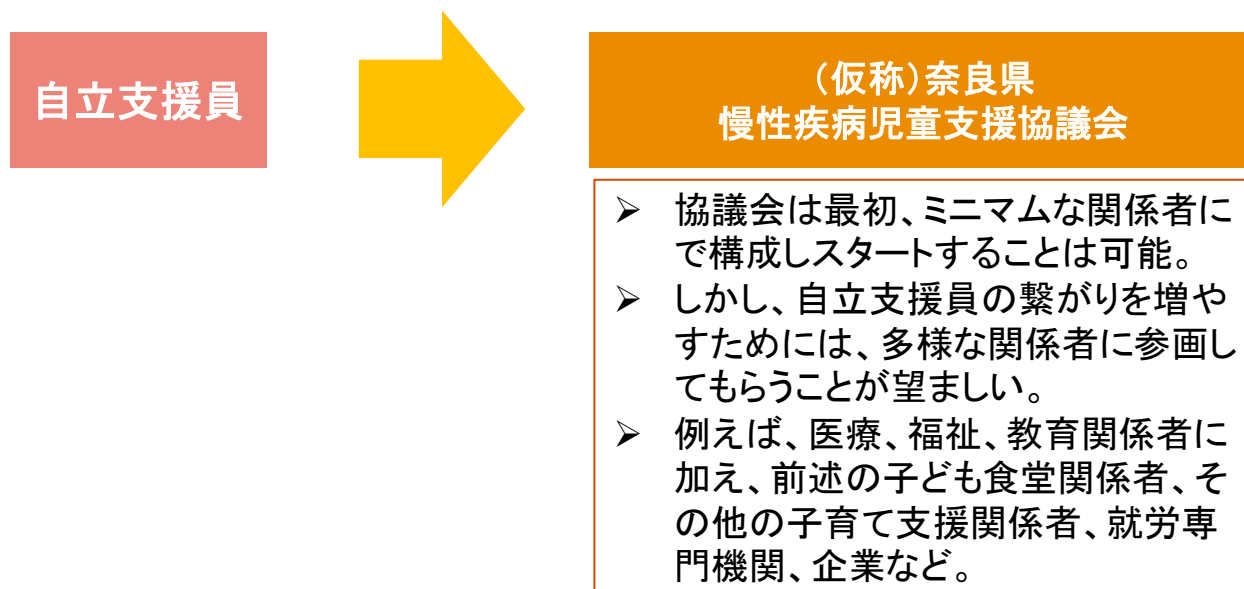 自立支援員
（仮称）奈良県
慢性疾病児童支援協議会
➢ 協議会は最初、ミニマムな関係者に
で構成しスタートすることは可能。
➢ しかし、自立支援員の繋がりを増や
すためには、多様な関係者に参画し
てもらうことが望ましい。
➢ 例えば、医療、福祉、教育関係者に
加え、前述の子ども食堂関係者、そ
の他の子育て支援関係者、就労専
門機関、企業など。